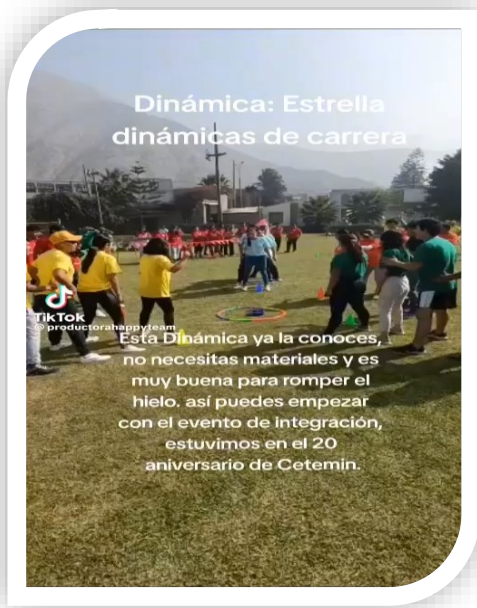 Dinámica: Estrella
dinámicas de carrera
TikTok
@productorahappyteam
Esta Dinámica ya la conoces,
no necesitas materiales y es
muy buena para romper el
hielo. así puedes empezar
con el evento de integración,
estuvimos en el 20
aniversario de Cetemin.